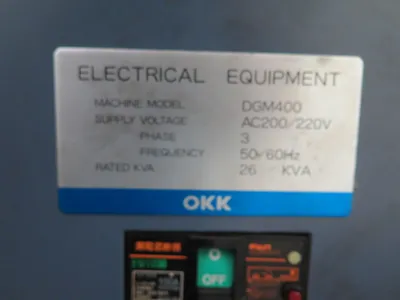 ELECTRICAL EQUIPMENT
MACHINE MODEL DGM400
SUPPLY VOLTAGE AC200/220V
PHASE 3
FREQUENCY 50/60Hz
RATED KVA 26 KVA
OKK
OFF